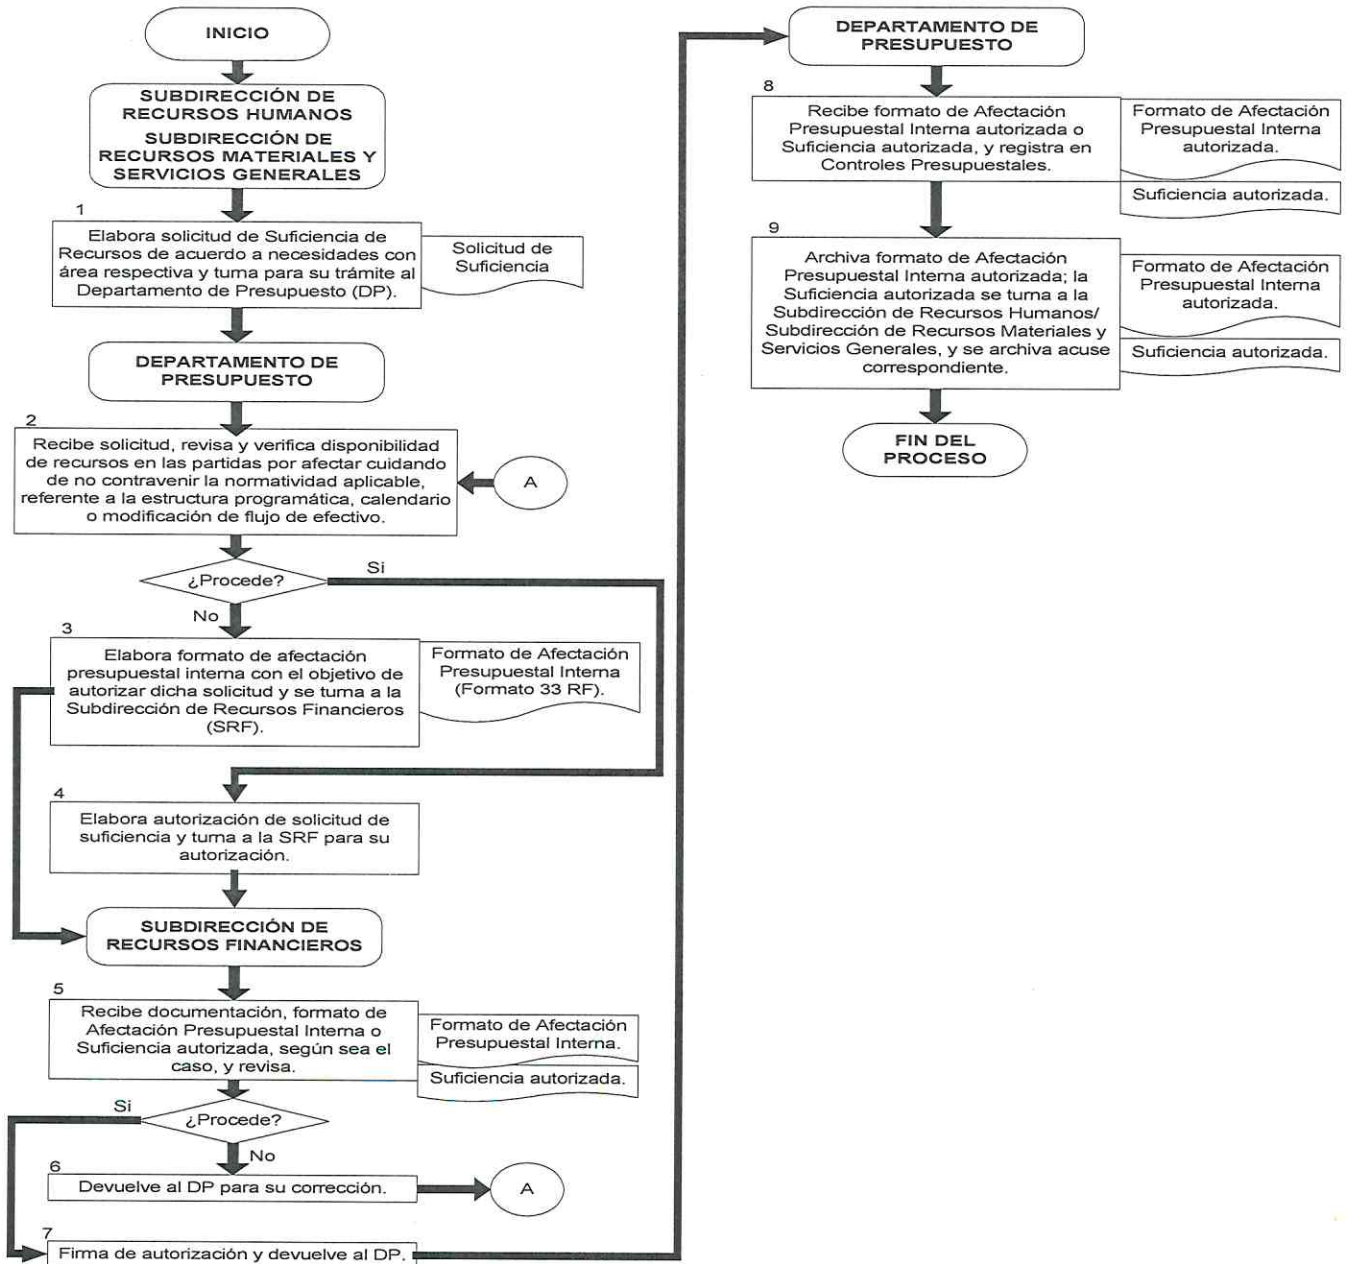 INICIO
SUBDIRECCIÓN DE
RECURSOS HUMANOS
SUBDIRECCIÓN DE
RECURSOS MATERIALES Y
SERVICIOS GENERALES
1
Elabora solicitud de Suficiencia de
Recursos de acuerdo a necesidades con
área respectiva y turna para su trámite al
Departamento de Presupuesto (DP).
Solicitud de
Suficiencia
DEPARTAMENTO DE
PRESUPUESTO
2
Recibe solicitud, revisa y verifica disponibilidad
de recursos en las partidas por afectar cuidando
de no contravenir la normatividad aplicable,
referente a la estructura programática, calendario
o modificación de flujo de efectivo.
A
¿Procede?
Si
No
3
Elabora formato de afectación
presupuestal interna con el objetivo de
autorizar dicha solicitud y se turna a la
Subdirección de Recursos Financieros
(SRF).
Formato de Afectación
Presupuestal Interna
(Formato 33 RF).
4
Elabora autorización de solicitud de
suficiencia y turna a la SRF para su
autorización.
SUBDIRECCIÓN DE
RECURSOS FINANCIEROS
5
Recibe documentación, formato de
Afectación Presupuestal Interna o
Suficiencia autorizada, según sea el
caso, y revisa.
Formato de Afectación
Presupuestal Interna.
Suficiencia autorizada.
Si
¿Procede?
No
6
Devuelve al DP para su corrección.
A
7
Firma de autorización y devuelve al DP.
DEPARTAMENTO DE
PRESUPUESTO
8
Recibe formato de Afectación
Presupuestal Interna autorizada o
Suficiencia autorizada, y registra en
Controles Presupuestales.
Formato de Afectación
Presupuestal Interna
autorizada.
Suficiencia autorizada.
9
Archiva formato de Afectación
Presupuestal Interna autorizada; la
Suficiencia autorizada se turna a la
Subdirección de Recursos Humanos/
Subdirección de Recursos Materiales y
Servicios Generales, y se archiva acuse
correspondiente.
Formato de Afectación
Presupuestal Interna
autorizada.
Suficiencia autorizada.
FIN DEL
PROCESO